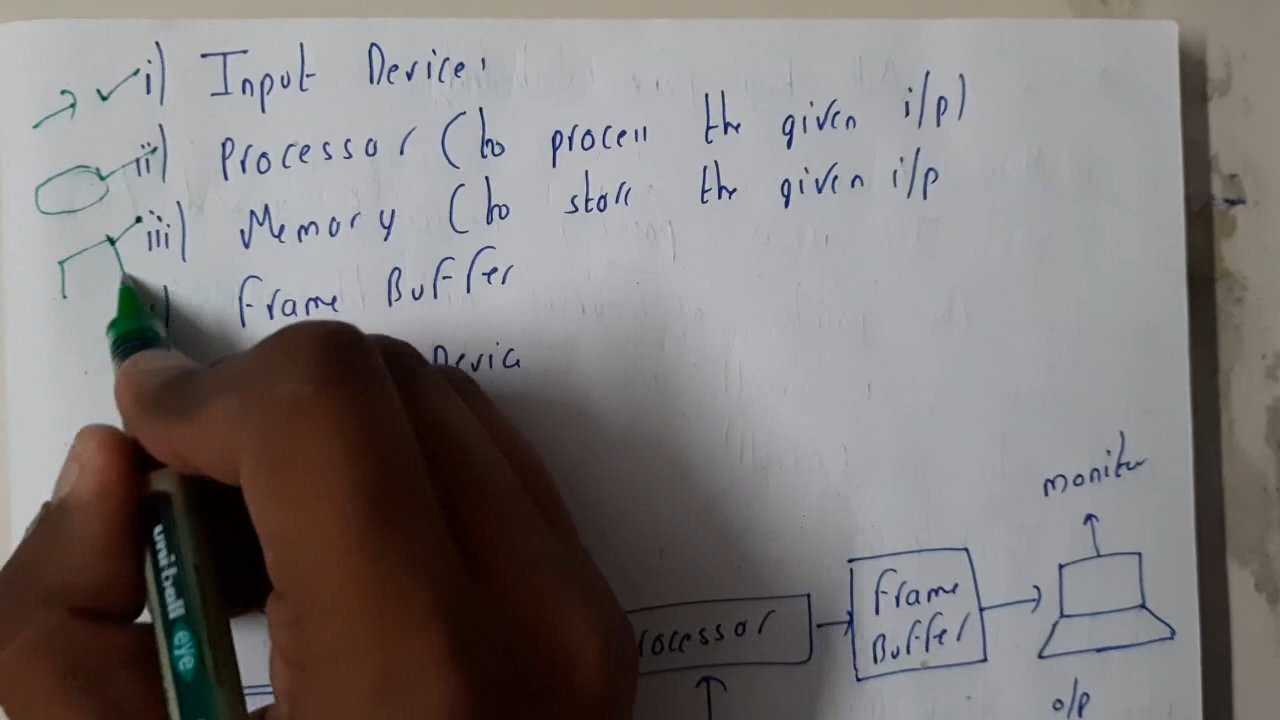 i) Input Device:
ii) Processor (to process the given i/p)
iii) Memory (to store the given i/p
Frame Buffer
Device
monitor
Frame
Buffer
rocessor
o/p
uniball eye